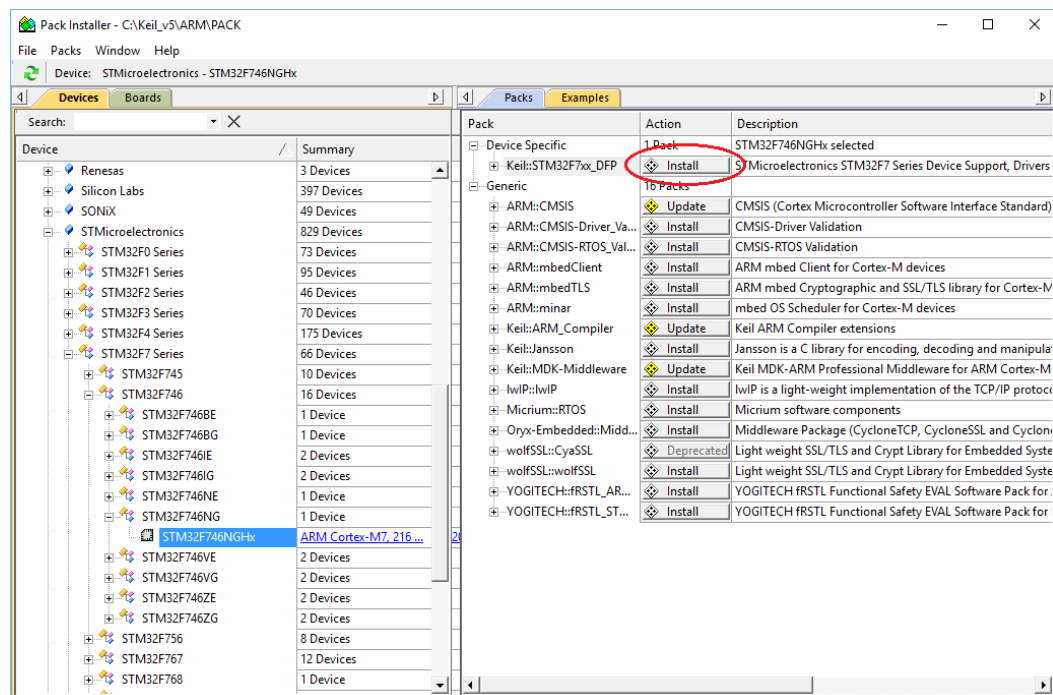 Pack Installer - C:\Keil_v5\ARM\PACK
File Packs Window Help
Device: STMicroelectronics - STM32F746NGHx
Devices Boards
Search:
Device Summary
Renesas 3 Devices
Silicon Labs 397 Devices
SONiX 49 Devices
STMicroelectronics 829 Devices
STM32F0 Series 73 Devices
STM32F1 Series 95 Devices
STM32F2 Series 46 Devices
STM32F3 Series 70 Devices
STM32F4 Series 175 Devices
STM32F7 Series 66 Devices
STM32F745 10 Devices
STM32F746 16 Devices
STM32F746BE 1 Device
STM32F746BG 1 Device
STM32F746IE 2 Devices
STM32F746IG 2 Devices
STM32F746NE 1 Device
STM32F746NG 1 Device
STM32F746NGHx ARM Cortex-M7, 216 ...
STM32F746VE 2 Devices
STM32F746VG 2 Devices
STM32F746ZE 2 Devices
STM32F746ZG 2 Devices
STM32F756 8 Devices
STM32F767 12 Devices
STM32F768 1 Device
Packs Examples
Pack Action Description
Device Specific 1 Pack STM32F746NGHx selected
Keil::STM32F7xx_DFP Install STMicroelectronics STM32F7 Series Device Support, Drivers
Generic 16 Packs
ARM::CMSIS Update CMSIS (Cortex Microcontroller Software Interface Standard)
ARM::CMSIS-Driver_Va... Install CMSIS-Driver Validation
ARM::CMSIS-RTOS_Val... Install CMSIS-RTOS Validation
ARM::mbedClient Install ARM mbed Client for Cortex-M devices
ARM::mbedTLS Install ARM mbed Cryptographic and SSL/TLS library for Cortex-M
ARM::minar Install mbed OS Scheduler for Cortex-M devices
Keil::ARM_Compiler Update Keil ARM Compiler extensions
Keil::Jansson Install Jansson is a C library for encoding, decoding and manipulat
Keil::MDK-Middleware Update Keil MDK-ARM Professional Middleware for ARM Cortex-M
lwIP::lwIP Install lwIP is a light-weight implementation of the TCP/IP protoco
Micrium::RTOS Install Micrium software components
Oryx-Embedded::Midd... Install Middleware Package (CycloneTCP, CycloneSSL and Cyclon
wolfSSL::CyaSSL Deprecated Light weight SSL/TLS and Crypt Library for Embedded Syste
wolfSSL::wolfSSL Install Light weight SSL/TLS and Crypt Library for Embedded Syste
YOGITECH::fRSTL_AR... Install YOGITECH fRSTL Functional Safety EVAL Software Pack for
YOGITECH::fRSTL_ST... Install YOGITECH fRSTL Functional Safety EVAL Software Pack for